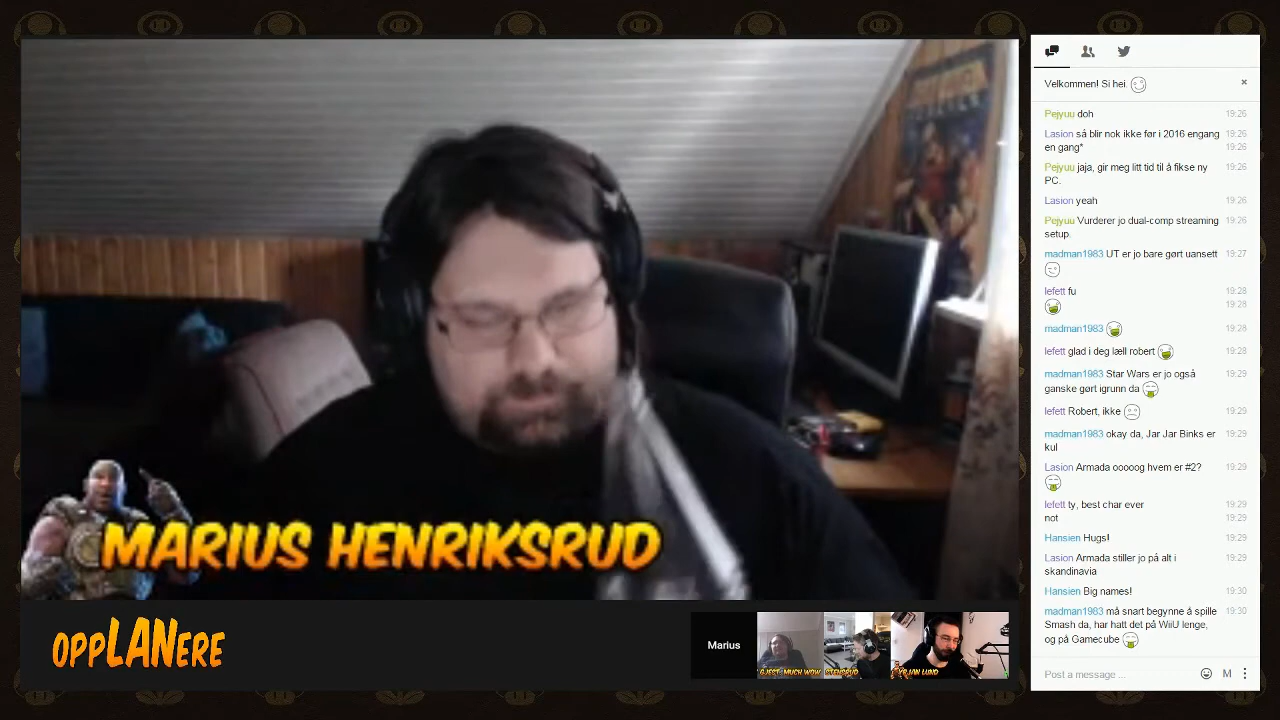 MARIUS HENRIKSRUD
OPPLANERE
Marius
GJEST: MUCH WOW
STENSRUD
LUND
Velkommen! Si hei.
×
Pejyuu doh 19:26
Lasion så blir nok ikke før i 2016 engang 19:26
en gang* 19:26
Pejyuu jaja, gir meg litt tid til å fikse ny 19:26
PC.
Lasion yeah 19:26
Pejyuu Vurderer jo dual-comp streaming 19:26
setup.
madman1983 UT er jo bare gørt uansett 19:27
lefett fu 19:28
19:28
madman1983 19:28
lefett glad i deg læll robert 19:28
madman1983 Star Wars er jo også 19:29
ganske gørt igrunn da
lefett Robert, ikke 19:29
madman1983 okay da, Jar Jar Binks er 19:29
kul
Lasion Armada ooooog hvem er #2? 19:29
lefett ty, best char ever 19:29
not 19:29
Hansien Hugs! 19:29
Lasion Armada stiller jo på alt i 19:29
skandinavia
Hansien Big names! 19:30
madman1983 må snart begynne å spille 19:30
Smash da, har hatt det på WiiU lenge,
og på Gamecube
Post a message ...
M